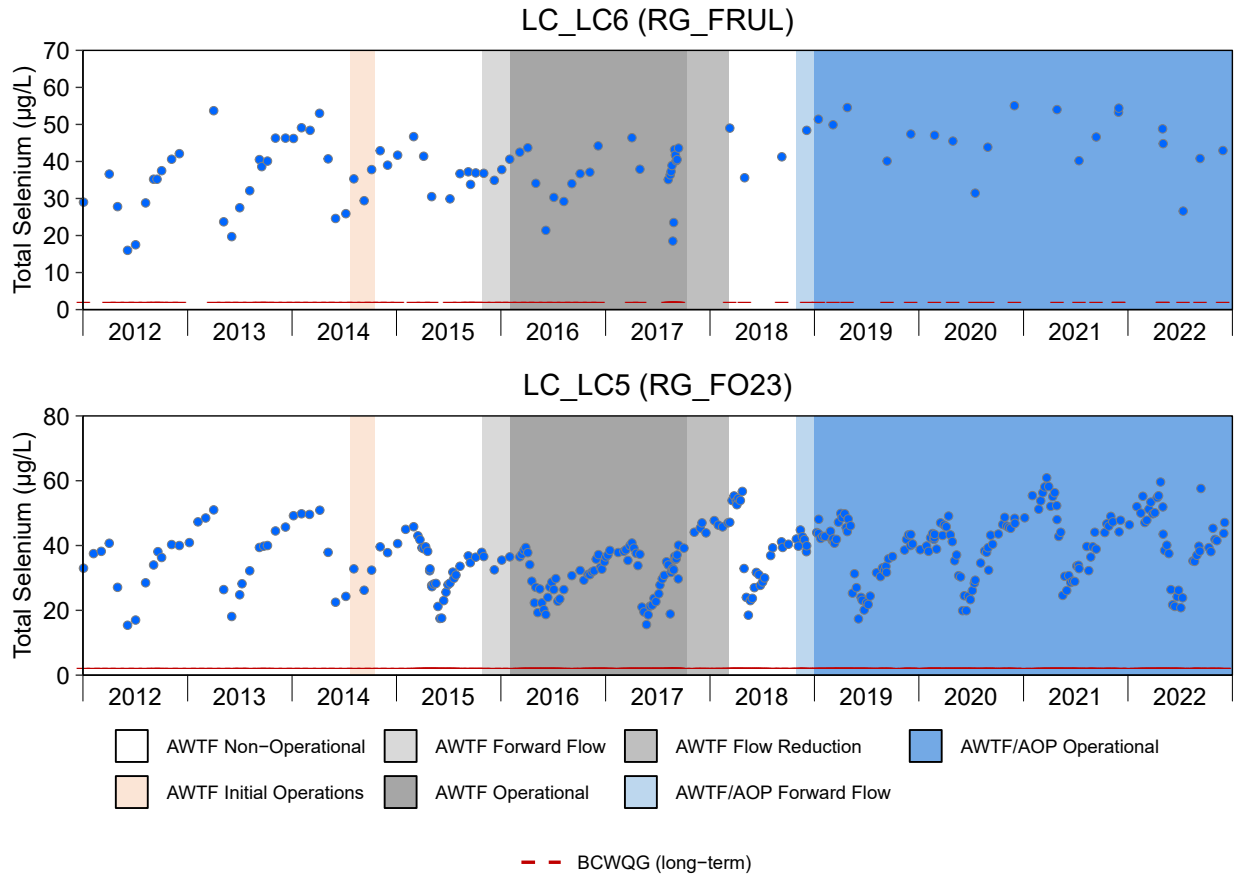 LC_LC6 (RG_FRUL)
Total Selenium (µg/L)
70
60
50
40
30
20
10
0
2012 2013 2014 2015 2016 2017 2018 2019 2020 2021 2022
LC_LC5 (RG_FO23)
Total Selenium (µg/L)
80
60
40
20
0
2012 2013 2014 2015 2016 2017 2018 2019 2020 2021 2022
AWTF Non−Operational AWTF Forward Flow AWTF Flow Reduction AWTF/AOP Operational
AWTF Initial Operations AWTF Operational AWTF/AOP Forward Flow
BCWQG (long−term)